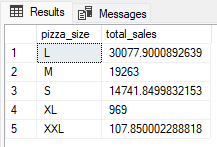 Results Messages
pizza_size total_sales
1 L 30077.9000892639
2 M 19263
3 S 14741.8499832153
4 XL 969
5 XXL 107.850002288818